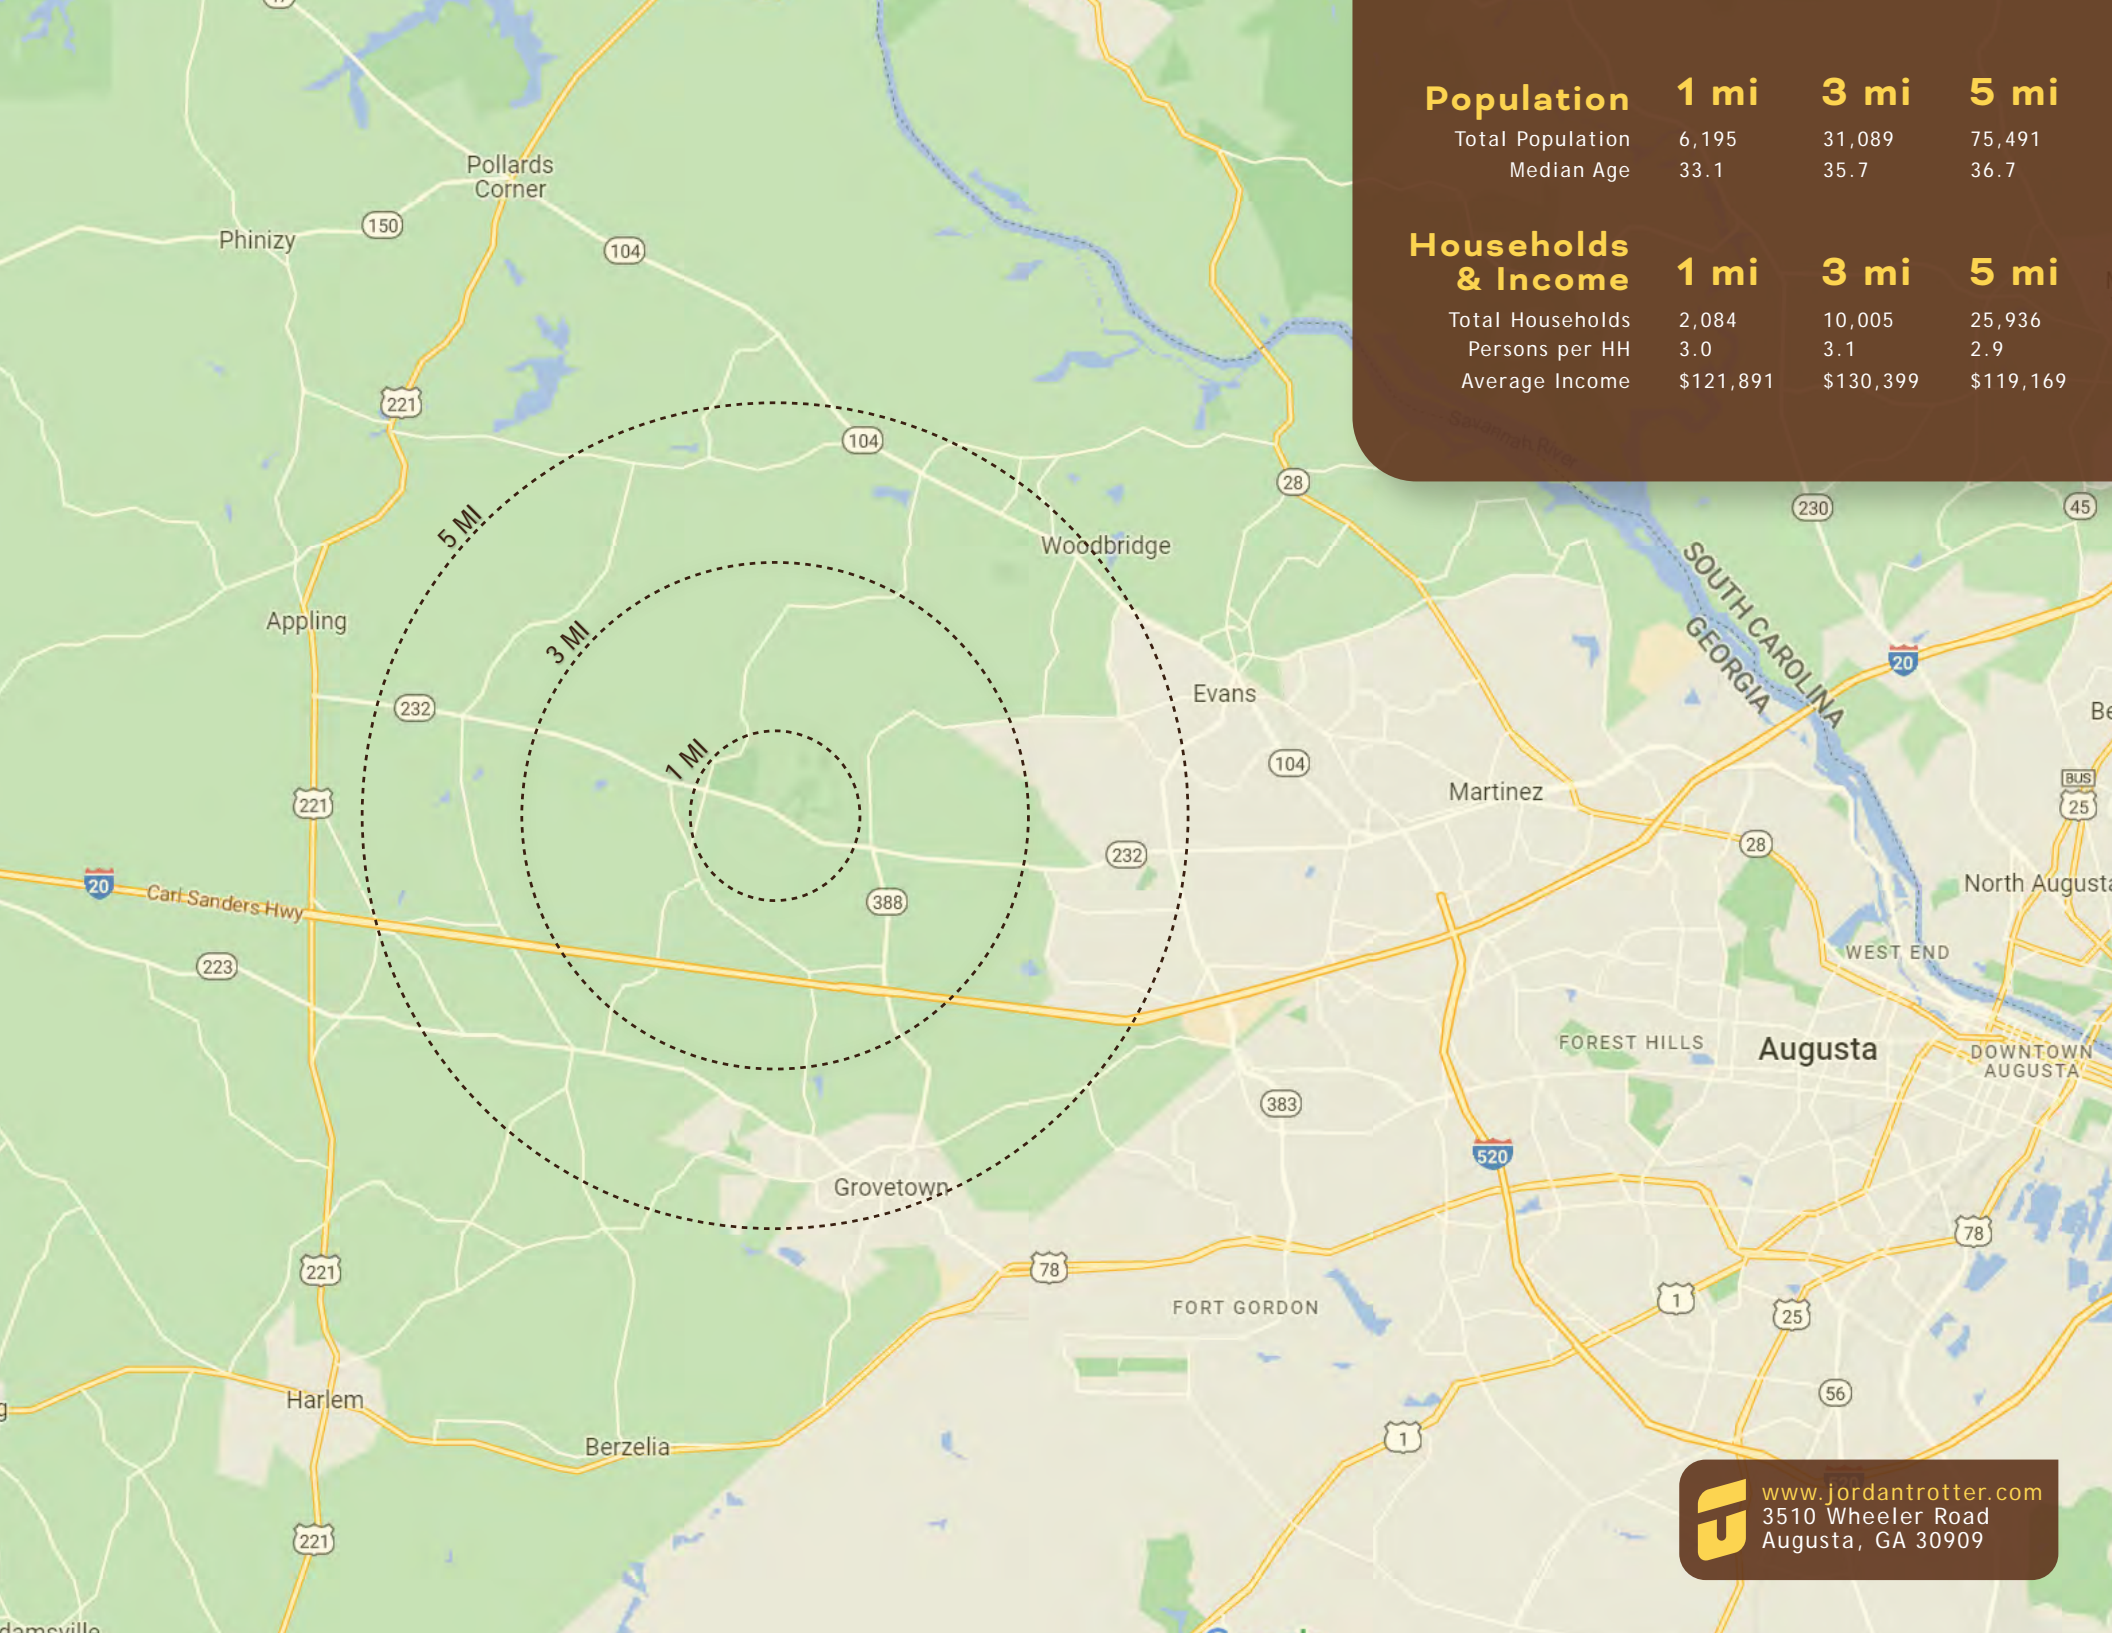 Population 1 mi 3 mi 5 mi
Total Population 6,195 31,089 75,491
Median Age 33.1 35.7 36.7
Households
& Income 1 mi 3 mi 5 mi
Total Households 2,084 10,005 25,936
Persons per HH 3.0 3.1 2.9
Average Income $121,891 $130,399 $119,169
Pollards
Corner
Phinizy
150
104
221
104
28
Savannah River
230
45
5 MI
Woodbridge
SOUTH CAROLINA
GEORGIA
Appling
3 MI
20
Evans
232
1 MI
104
Martinez
BUS
25
221
28
232
20
Carl Sanders Hwy
388
North Augusta
223
WEST END
FOREST HILLS
Augusta
DOWNTOWN
AUGUSTA
383
520
Grovetown
78
221
78
1
FORT GORDON
25
Harlem
56
Berzelia
1
520
www.jordantrotter.com
3510 Wheeler Road
Augusta, GA 30909
221